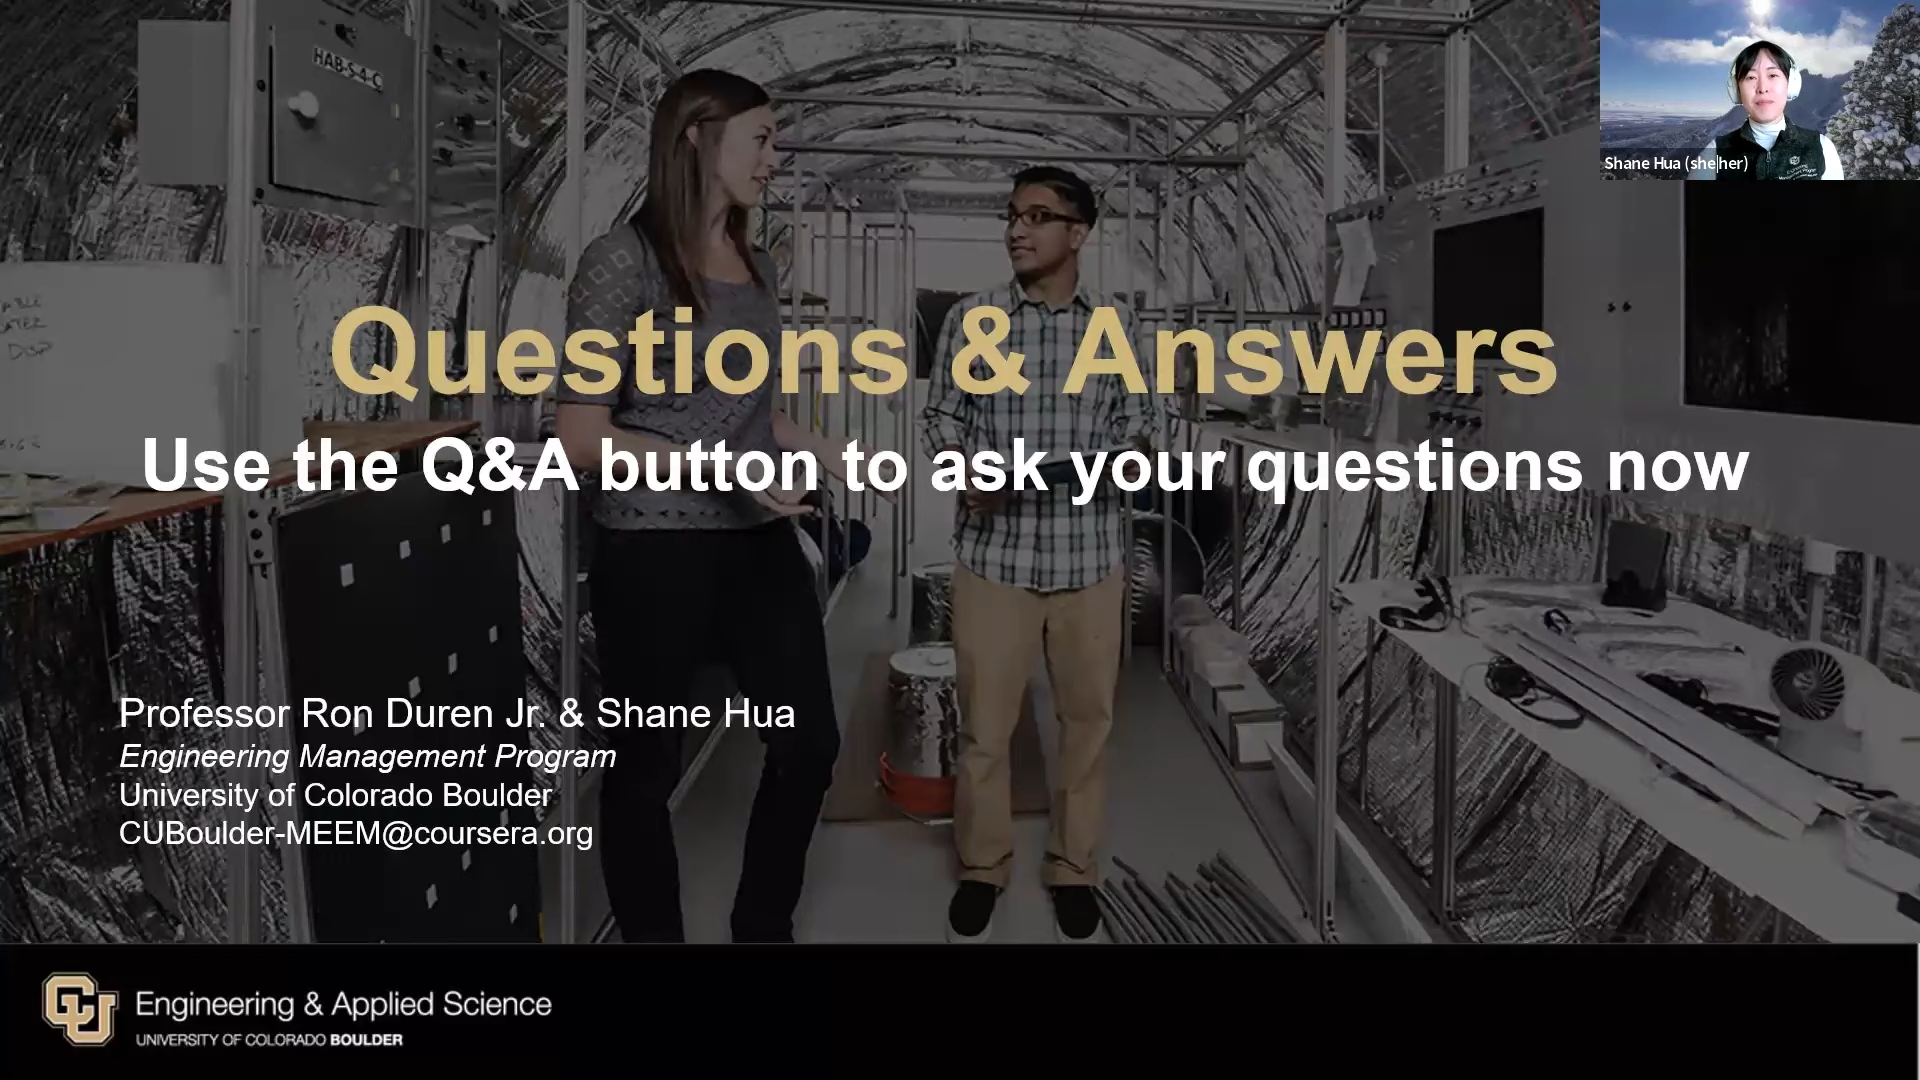 HAB-S-4-C
Shane Hua (she|her)
DISP
Questions & Answers
Use the Q&A button to ask your questions now
Professor Ron Duren Jr. & Shane Hua
Engineering Management Program
University of Colorado Boulder
CUBoulder-MEEM@coursera.org
CU
Engineering & Applied Science
UNIVERSITY OF COLORADO BOULDER